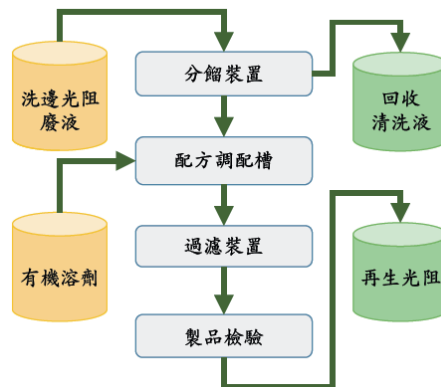 洗邊光阻
廢液
分餾裝置
回收
清洗液
配方調配槽
有機溶劑
過濾裝置
再生光阻
製品檢驗